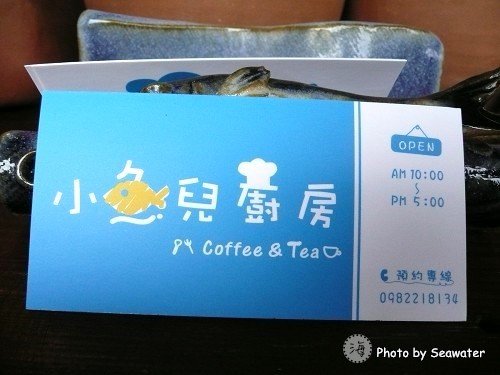 小魚兒廚房
Coffee & Tea
OPEN
AM 10:00
~
PM 5:00
預約專線
0982218134
海 Photo by Seawater